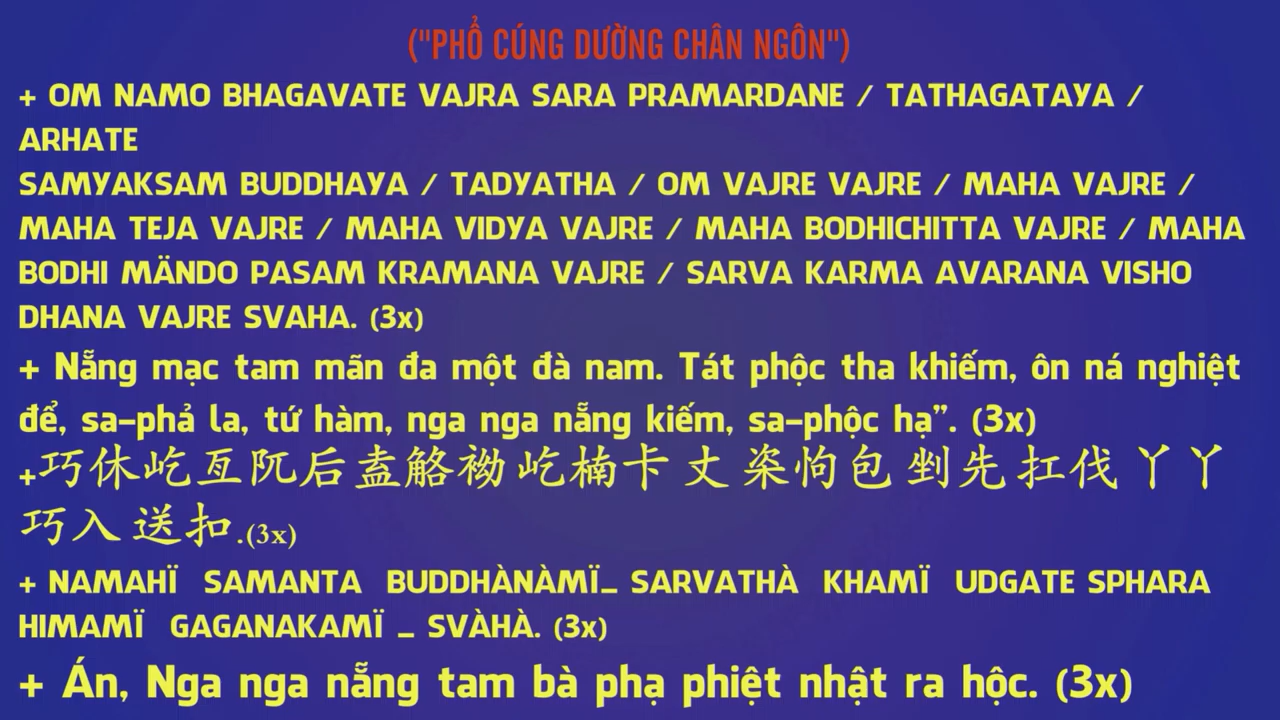 ("PHỔ CÚNG DƯỜNG CHÂN NGÔN")
+ OM NAMO BHAGAVATE VAJRA SARA PRAMARDANE / TATHAGATAYA /
ARHATE
SAMYAKSAM BUDDHAYA / TADYATHA / OM VAJRE VAJRE / MAHA VAJRE /
MAHA TEJA VAJRE / MAHA VIDYA VAJRE / MAHA BODHICHITTA VAJRE / MAHA
BODHI MÄNDO PASAM KRAMANA VAJRE / SARVA KARMA AVARANA VISHO
DHANA VAJRE SVAHA. (3x)
+ Nẵng mạc tam mãn đa một đà nam. Tát phộc tha khiếm, ôn ná nghiệt
để, sa-phả la, tứ hàm, nga nga nẵng kiếm, sa-phộc hạ”. (3x)
+巧休屹亙阢后盍觡袎屹楠卡丈桼怐包剉先扛伐丫丫
巧入送扣.(3x)
+ NAMAHÏ SAMANTA BUDDHÀNÀMÏ_ SARVATHÀ KHAMÏ UDGATE SPHARA
HIMAMÏ GAGANAKAMÏ _ SVÀHÀ. (3x)
+ Án, Nga nga nẵng tam bà phạ phiệt nhật ra hộc. (3x)